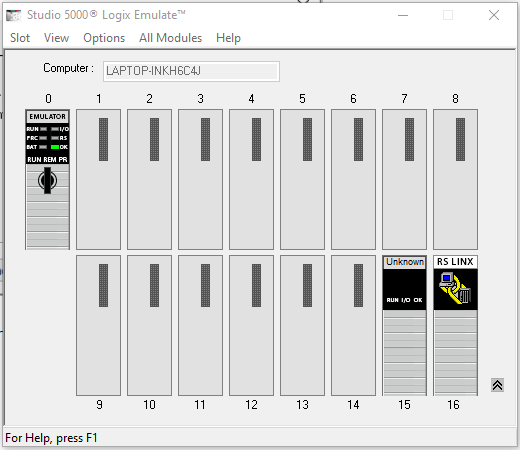 Studio 5000® Logix Emulate™
Slot View Options All Modules Help
Computer : LAPTOP-INKH6C4J
0 1 2 3 4 5 6 7 8
EMULATOR
RUN I/O
FRC RS
BAT OK
RUN REM PR
Unknown
RUN I/O OK
RS LINX
9 10 11 12 13 14 15 16
For Help, press F1